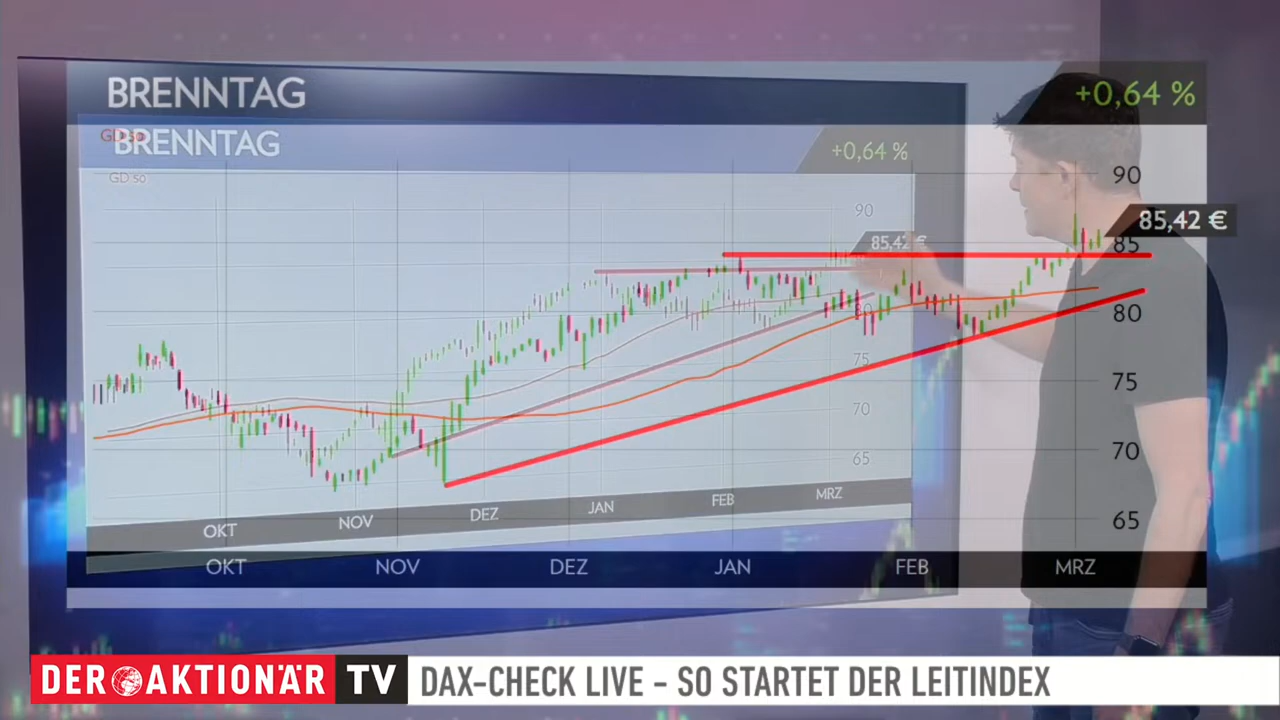 BRENNTAG
+0,64 %
GD 50
BRENNTAG
+0,64 %
GD 50
90
90
85,42 €
85,42 €
85
80
80
75
75
70
70
65
65
OKT
NOV
DEZ
JAN
FEB
MRZ
OKT
NOV
DEZ
JAN
FEB
MRZ
DER AKTIONÄR TV
DAX-CHECK LIVE - SO STARTET DER LEITINDEX